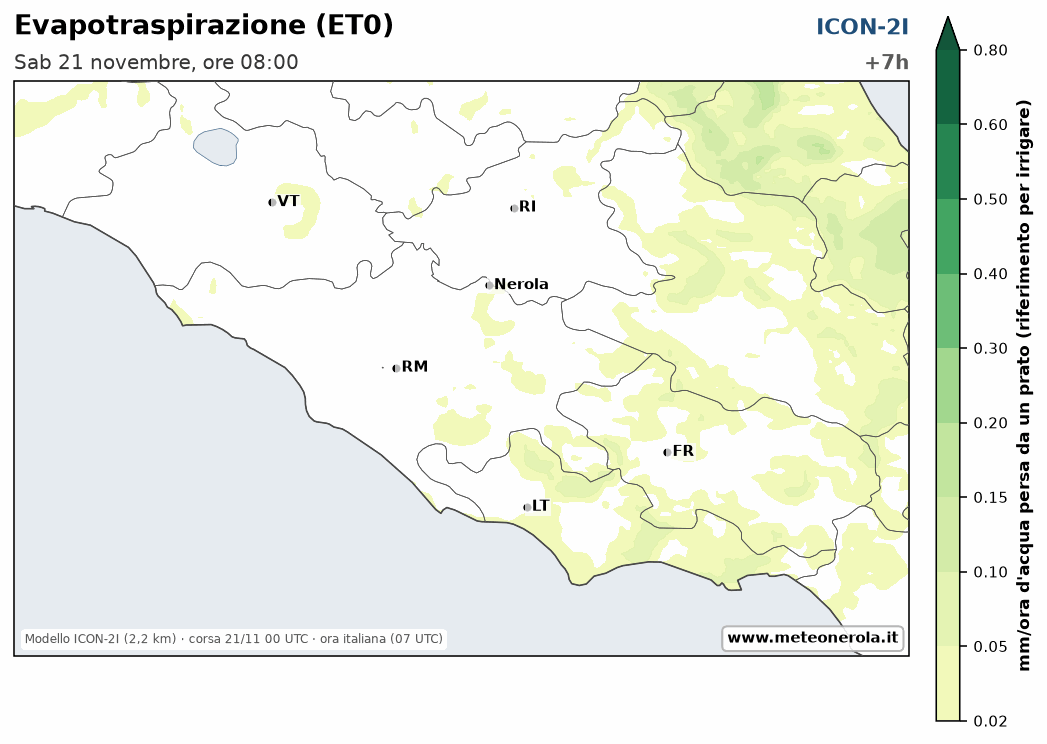 Evapotraspirazione (ET0)
ICON-2I
Sab 21 novembre, ore 08:00
+7h
VT
RI
Nerola
RM
FR
LT
Modello ICON-2I (2,2 km) · corsa 21/11 00 UTC · ora italiana (07 UTC)
www.meteonerola.it
0.80
0.60
0.50
0.40
0.30
0.20
0.15
0.10
0.05
0.02
mm/ora d'acqua persa da un prato (riferimento per irrigare)